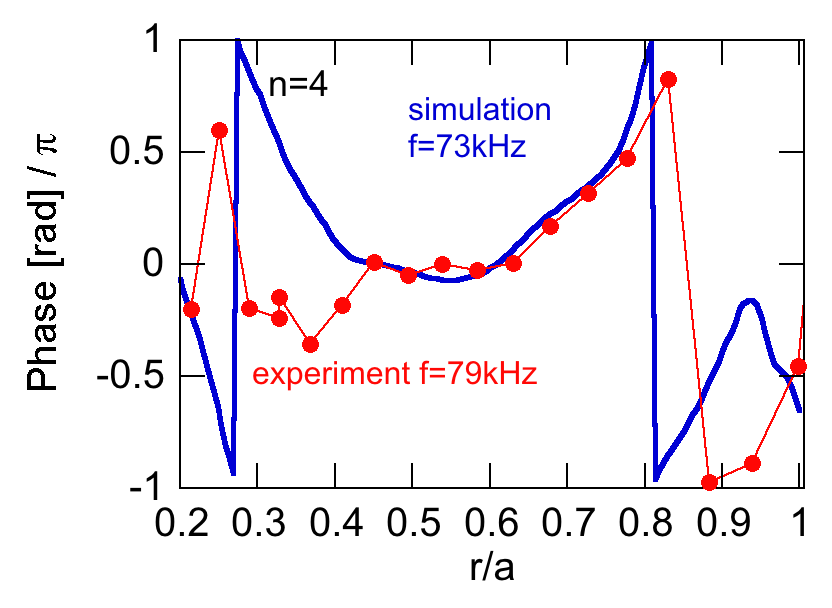 1
n=4
simulation
f=73kHz
0.5
Phase [rad] / π
0
-0.5
experiment f=79kHz
-1
0.2 0.3 0.4 0.5 0.6 0.7 0.8 0.9 1
r/a